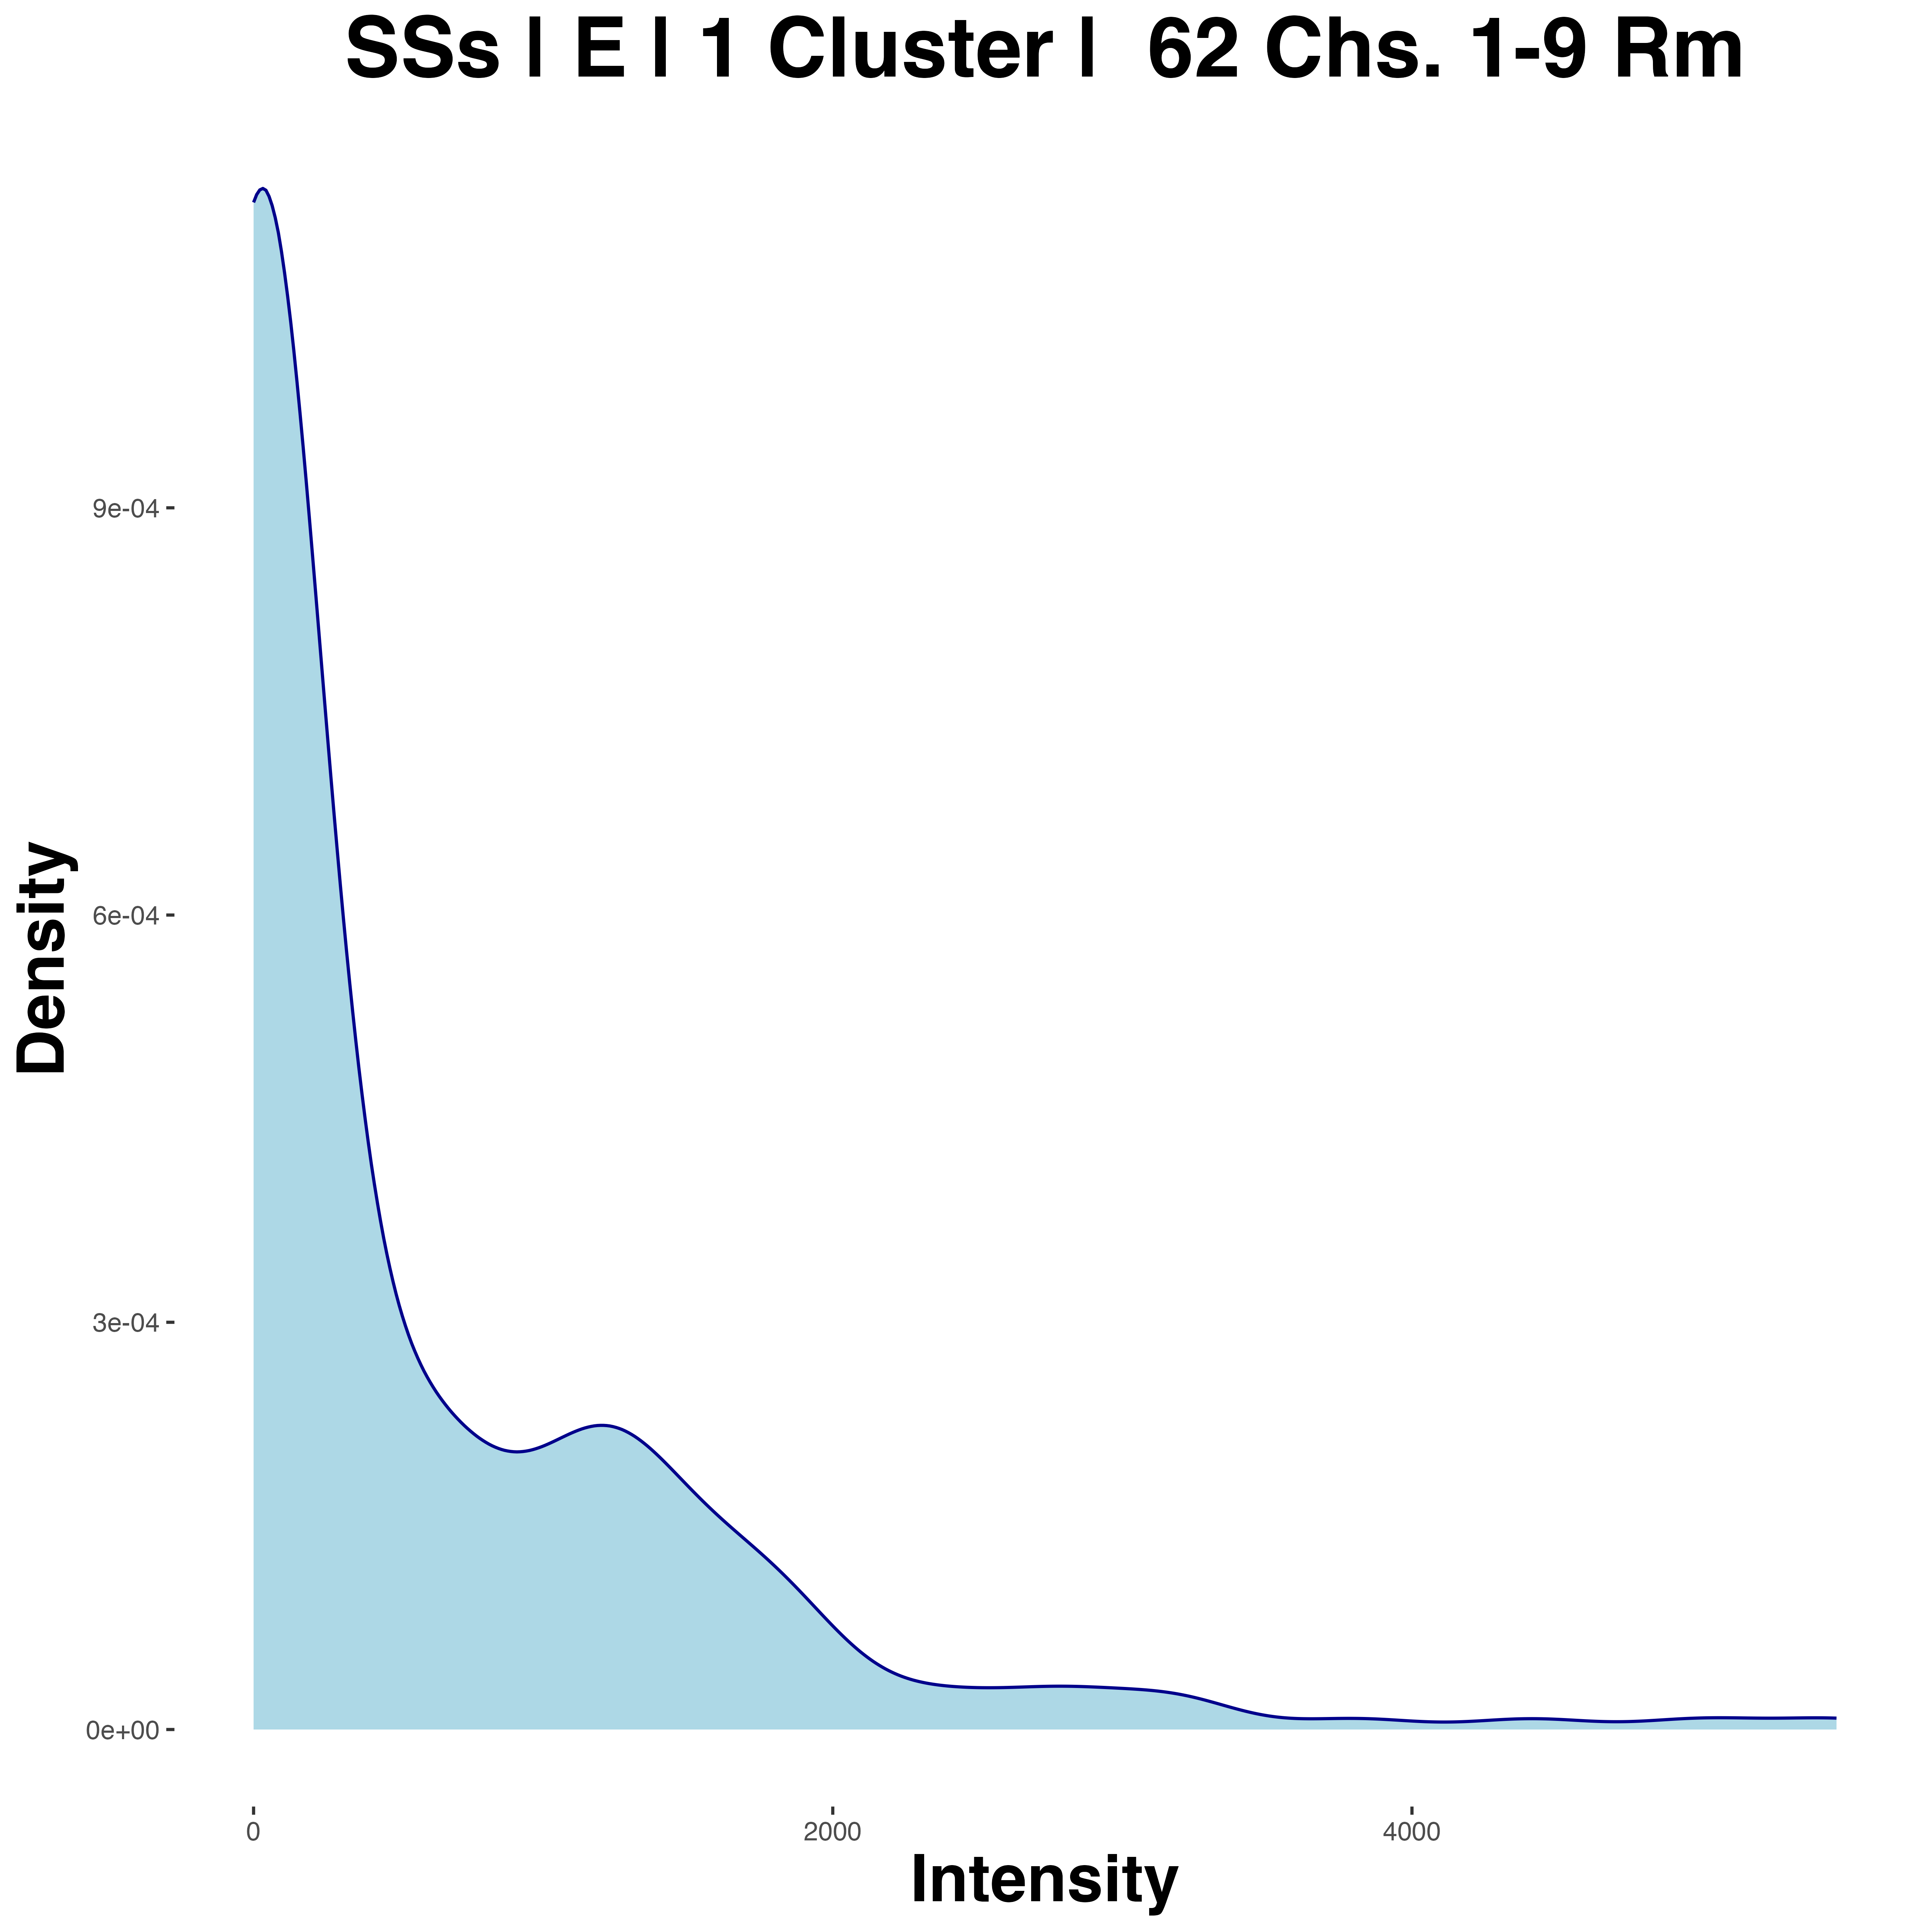 SSs | E | 1 Cluster |  62 Chs. 1-9 Rm
Density
9e-04
6e-04
3e-04
0e+00
0
2000
4000
Intensity